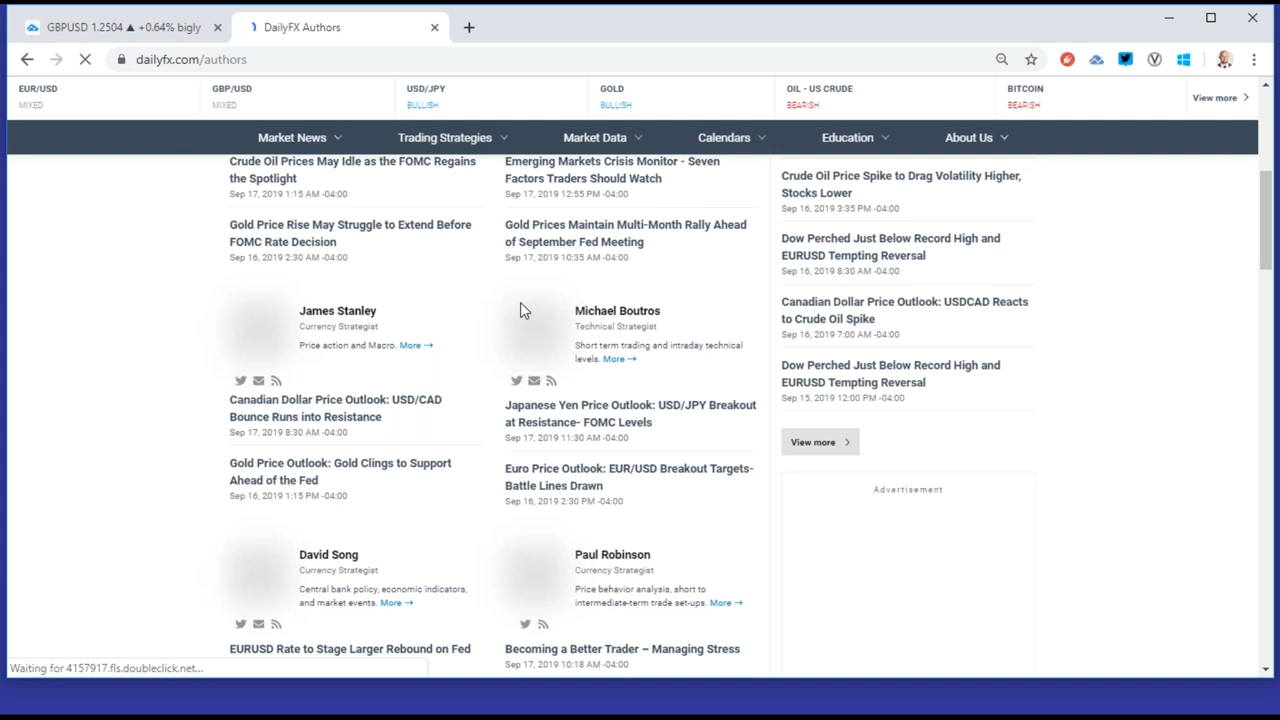 GBPUSD 1.2504 ▲ +0.64% bigly
DailyFX Authors
dailyfx.com/authors
EUR/USD
MIXED
GBP/USD
MIXED
USD/JPY
BULLISH
GOLD
BULLISH
OIL - US CRUDE
BEARISH
BITCOIN
BEARISH
View more
Market News
Trading Strategies
Market Data
Calendars
Education
About Us
Crude Oil Prices May Idle as the FOMC Regains
the Spotlight
Sep 17, 2019 1:15 AM -04:00
Gold Price Rise May Struggle to Extend Before
FOMC Rate Decision
Sep 16, 2019 2:30 AM -04:00
Emerging Markets Crisis Monitor - Seven
Factors Traders Should Watch
Sep 17, 2019 12:55 PM -04:00
Gold Prices Maintain Multi-Month Rally Ahead
of September Fed Meeting
Sep 17, 2019 10:35 AM -04:00
James Stanley
Currency Strategist
Price action and Macro. More →
Canadian Dollar Price Outlook: USD/CAD
Bounce Runs into Resistance
Sep 17, 2019 8:30 AM -04:00
Gold Price Outlook: Gold Clings to Support
Ahead of the Fed
Sep 16, 2019 1:15 PM -04:00
Michael Boutros
Technical Strategist
Short term trading and intraday technical
levels. More →
Japanese Yen Price Outlook: USD/JPY Breakout
at Resistance- FOMC Levels
Sep 17, 2019 11:30 AM -04:00
Euro Price Outlook: EUR/USD Breakout Targets-
Battle Lines Drawn
Sep 16, 2019 2:30 PM -04:00
David Song
Currency Strategist
Central bank policy, economic indicators,
and market events. More →
EURUSD Rate to Stage Larger Rebound on Fed
Paul Robinson
Currency Strategist
Price behavior analysis, short to
intermediate-term trade set-ups. More →
Becoming a Better Trader – Managing Stress
Sep 17, 2019 10:18 AM -04:00
Crude Oil Price Spike to Drag Volatility Higher,
Stocks Lower
Sep 16, 2019 3:35 PM -04:00
Dow Perched Just Below Record High and
EURUSD Tempting Reversal
Sep 16, 2019 8:30 AM -04:00
Canadian Dollar Price Outlook: USDCAD Reacts
to Crude Oil Spike
Sep 16, 2019 7:00 AM -04:00
Dow Perched Just Below Record High and
EURUSD Tempting Reversal
Sep 15, 2019 12:00 PM -04:00
View more
Advertisement
Waiting for 4157917.fls.doubleclick.net...